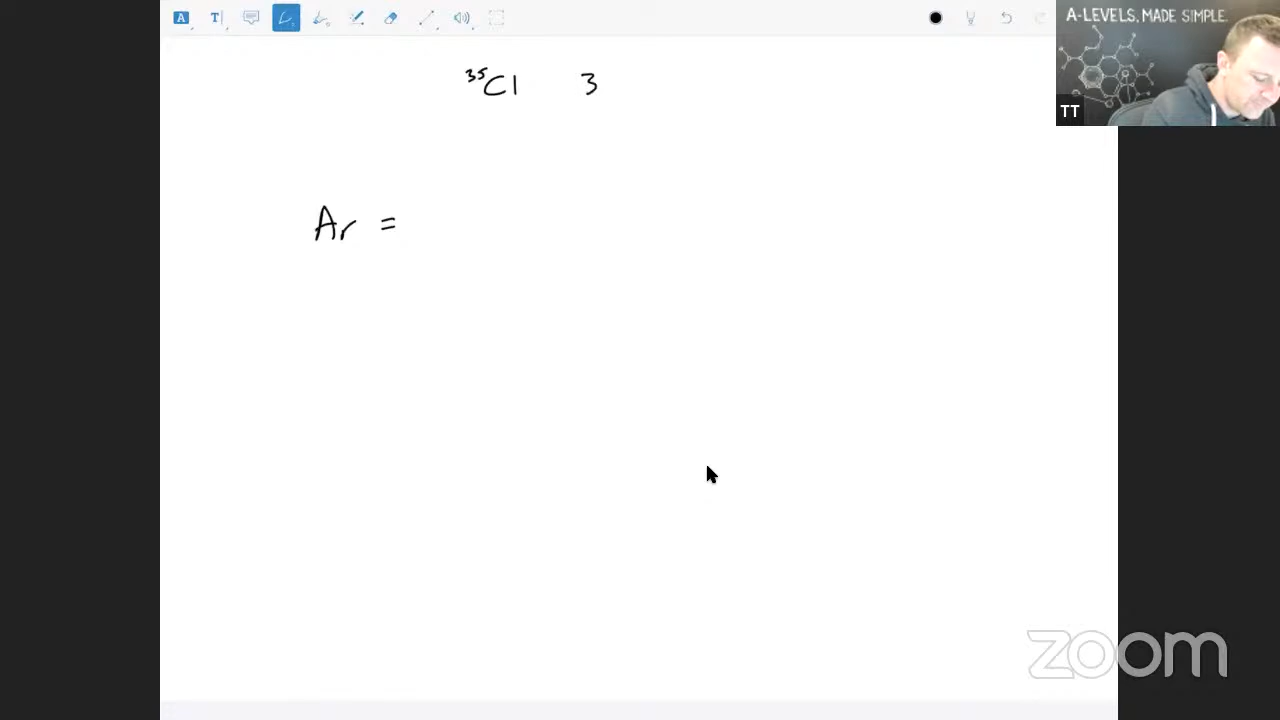 A-LEVELS, MADE SIMPLE.
A T
³⁵Cl 3
TT
Ar =
zoom